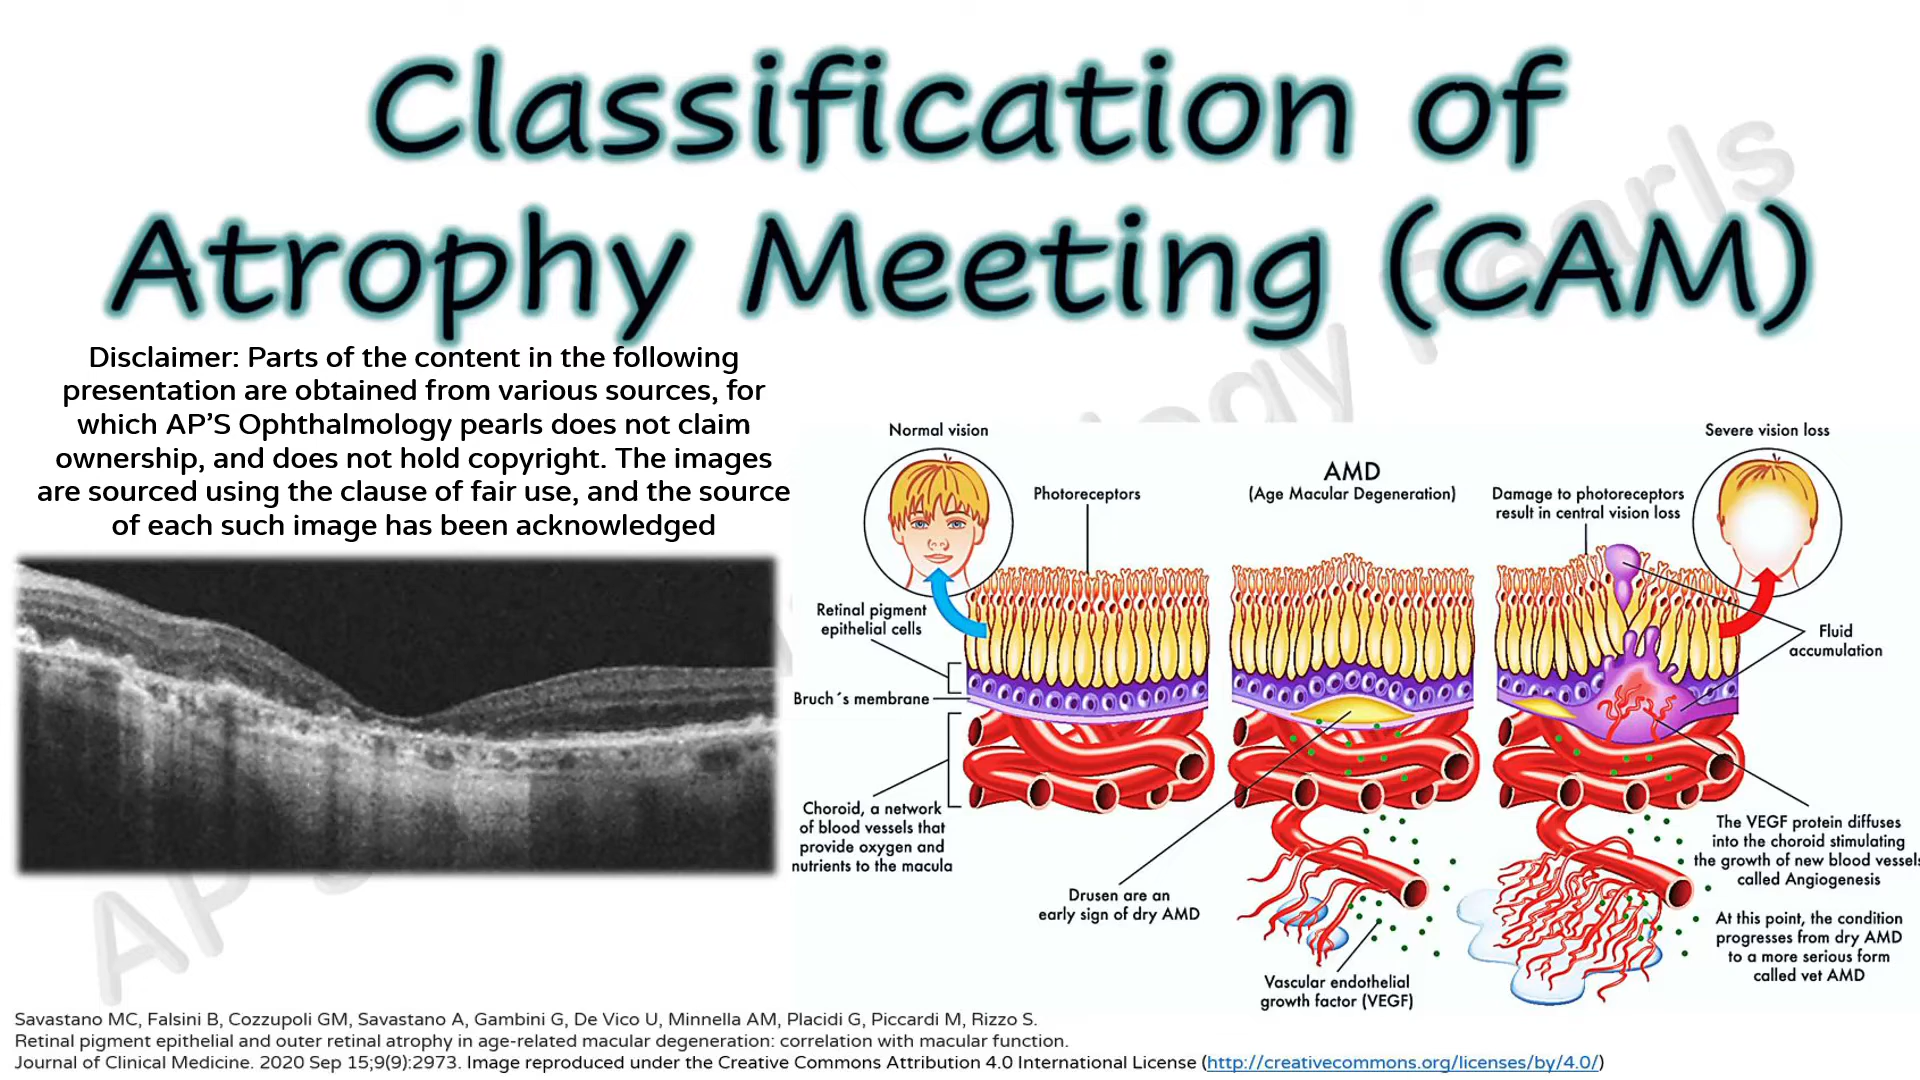 Classification of
Atrophy Meeting (CAM)
Disclaimer: Parts of the content in the following
presentation are obtained from various sources, for
which AP'S Ophthalmology pearls does not claim
ownership, and does not hold copyright. The images
are sourced using the clause of fair use, and the source
of each such image has been acknowledged
Normal vision
Photoreceptors
Retinal pigment
epithelial cells
Bruch´s membrane
Choroid, a network
of blood vessels that
provide oxygen and
nutrients to the macula
AMD
(Age Macular Degeneration)
Drusen are an
early sign of dry AMD
Vascular endothelial
growth factor (VEGF)
Severe vision loss
Damage to photoreceptors
result in central vision loss
Fluid
accumulation
The VEGF protein diffuses
into the choroid stimulating
the growth of new blood vessels
called Angiogenesis
At this point, the condition
progresses from dry AMD
to a more serious form
called vet AMD
Savastano MC, Falsini B, Cozzupoli GM, Savastano A, Gambini G, De Vico U, Minnella AM, Placidi G, Piccardi M, Rizzo S.
Retinal pigment epithelial and outer retinal atrophy in age-related macular degeneration: correlation with macular function.
Journal of Clinical Medicine. 2020 Sep 15;9(9):2973. Image reproduced under the Creative Commons Attribution 4.0 International License (http://creativecommons.org/licenses/by/4.0/)